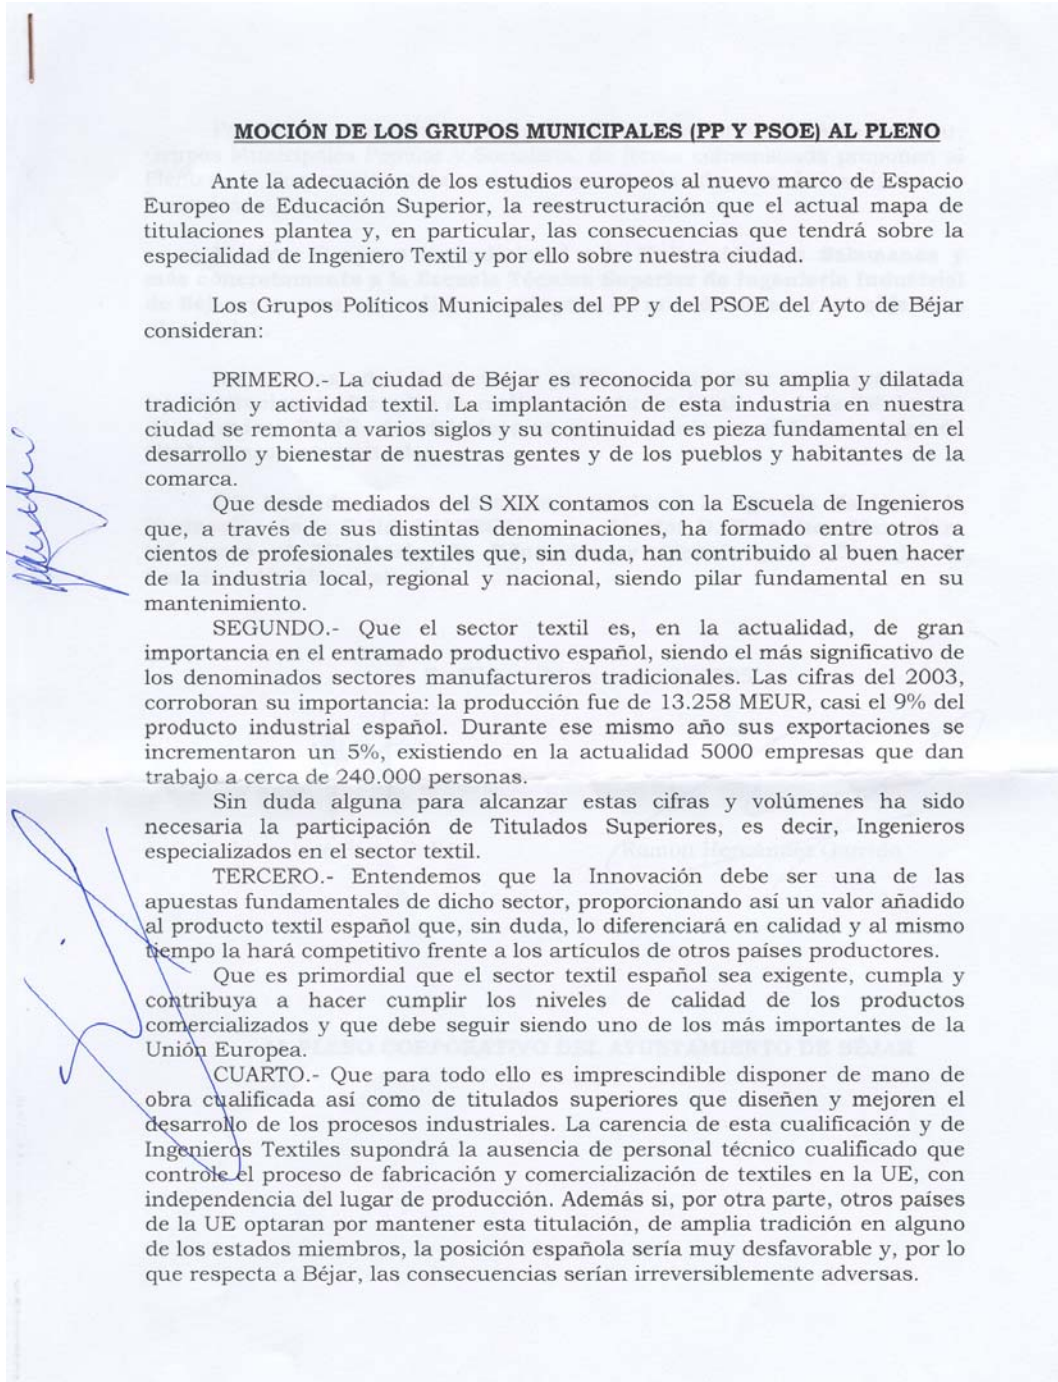 MOCIÓN DE LOS GRUPOS MUNICIPALES (PP Y PSOE) AL PLENO
Ante la adecuación de los estudios europeos al nuevo marco de Espacio
Europeo de Educación Superior, la reestructuración que el actual mapa de
titulaciones plantea y, en particular, las consecuencias que tendrá sobre la
especialidad de Ingeniero Textil y por ello sobre nuestra ciudad.
Los Grupos Políticos Municipales del PP y del PSOE del Ayto de Béjar
consideran:
PRIMERO.- La ciudad de Béjar es reconocida por su amplia y dilatada
tradición y actividad textil. La implantación de esta industria en nuestra
ciudad se remonta a varios siglos y su continuidad es pieza fundamental en el
desarrollo y bienestar de nuestras gentes y de los pueblos y habitantes de la
comarca.
Que desde mediados del S XIX contamos con la Escuela de Ingenieros
que, a través de sus distintas denominaciones, ha formado entre otros a
cientos de profesionales textiles que, sin duda, han contribuido al buen hacer
de la industria local, regional y nacional, siendo pilar fundamental en su
mantenimiento.
SEGUNDO.- Que el sector textil es, en la actualidad, de gran
importancia en el entramado productivo español, siendo el más significativo de
los denominados sectores manufactureros tradicionales. Las cifras del 2003,
corroboran su importancia: la producción fue de 13.258 MEUR, casi el 9% del
producto industrial español. Durante ese mismo año sus exportaciones se
incrementaron un 5%, existiendo en la actualidad 5000 empresas que dan
trabajo a cerca de 240.000 personas.
Sin duda alguna para alcanzar estas cifras y volúmenes ha sido
necesaria la participación de Titulados Superiores, es decir, Ingenieros
especializados en el sector textil.
TERCERO.- Entendemos que la Innovación debe ser una de las
apuestas fundamentales de dicho sector, proporcionando así un valor añadido
al producto textil español que, sin duda, lo diferenciará en calidad y al mismo
tiempo la hará competitivo frente a los artículos de otros países productores.
Que es primordial que el sector textil español sea exigente, cumpla y
contribuya a hacer cumplir los niveles de calidad de los productos
comercializados y que debe seguir siendo uno de los más importantes de la
Unión Europea.
CUARTO.- Que para todo ello es imprescindible disponer de mano de
obra cualificada así como de titulados superiores que diseñen y mejoren el
desarrollo de los procesos industriales. La carencia de esta cualificación y de
Ingenieros Textiles supondrá la ausencia de personal técnico cualificado que
controle el proceso de fabricación y comercialización de textiles en la UE, con
independencia del lugar de producción. Además si, por otra parte, otros países
de la UE optaran por mantener esta titulación, de amplia tradición en alguno
de los estados miembros, la posición española sería muy desfavorable y, por lo
que respecta a Béjar, las consecuencias serían irreversiblemente adversas.